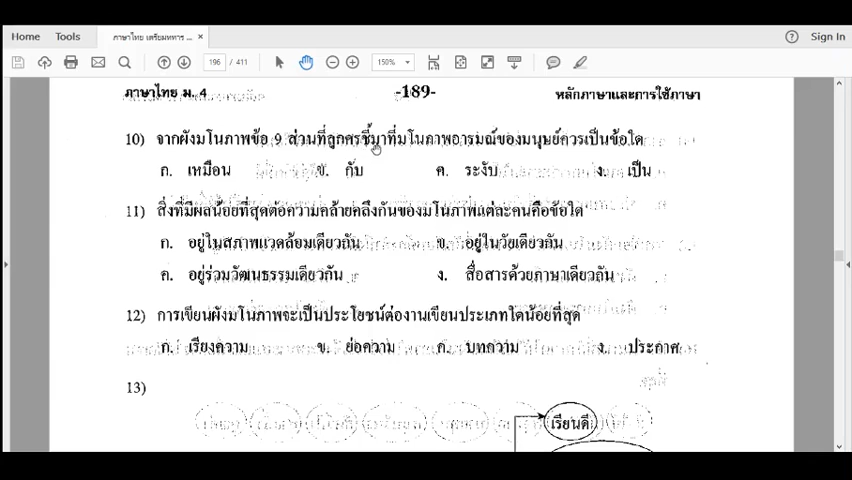 Home Tools ภาษาไทย เตรียมทหาร ... × Sign In
196 / 411 150%
ภาษาไทย ม. 4 -189- หลักภาษาและการใช้ภาษา
10) จากผังมโนภาพข้อ 9 ส่วนที่ลูกศรชี้มาที่มโนภาพอารมณ์ของมนุษย์ควรเป็นข้อใด
ก. เหมือน ข. กับ ค. ระงับ ง. เป็น
11) สิ่งที่มีผลน้อยที่สุดต่อความคล้ายคลึงกันของมโนภาพแต่ละคนคือข้อใด
ก. อยู่ในสภาพแวดล้อมเดียวกัน ข. อยู่ในวัยเดียวกัน
ค. อยู่ร่วมวัฒนธรรมเดียวกัน ง. สื่อสารด้วยภาษาเดียวกัน
12) การเขียนผังมโนภาพจะเป็นประโยชน์ต่องานเขียนประเภทใดน้อยที่สุด
ก. เรียงความ ข. ย่อความ ค. บทความ ง. ประกาศ
13)
เรียนดี